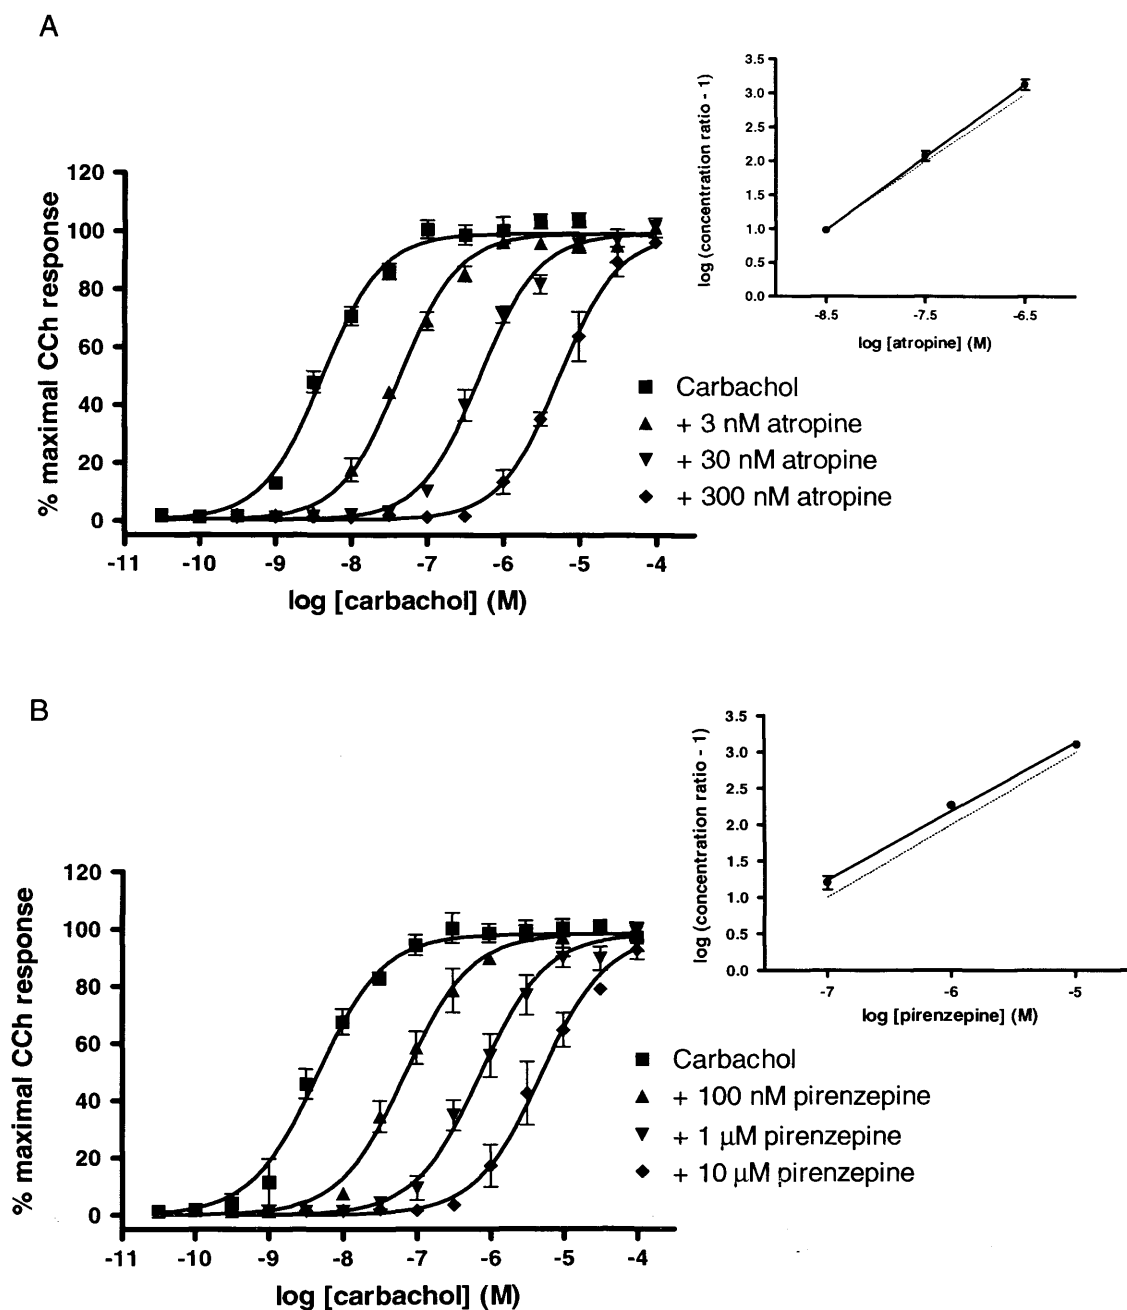 A
3.5
3.0
2.5
2.0
1.5
1.0
0.5
0.0
log (concentration ratio - 1)
-8.5 -7.5 -6.5
log [atropine] (M)
120
100
80
60
40
20
0
% maximal CCh response
Carbachol
+ 3 nM atropine
+ 30 nM atropine
+ 300 nM atropine
-11 -10 -9 -8 -7 -6 -5 -4
log [carbachol] (M)
B
3.5
3.0
2.5
2.0
1.5
1.0
0.5
0.0
log (concentration ratio - 1)
-7 -6 -5
log [pirenzepine] (M)
120
100
80
60
40
20
0
% maximal CCh response
Carbachol
+ 100 nM pirenzepine
+ 1 μM pirenzepine
+ 10 μM pirenzepine
-11 -10 -9 -8 -7 -6 -5 -4
log [carbachol] (M)